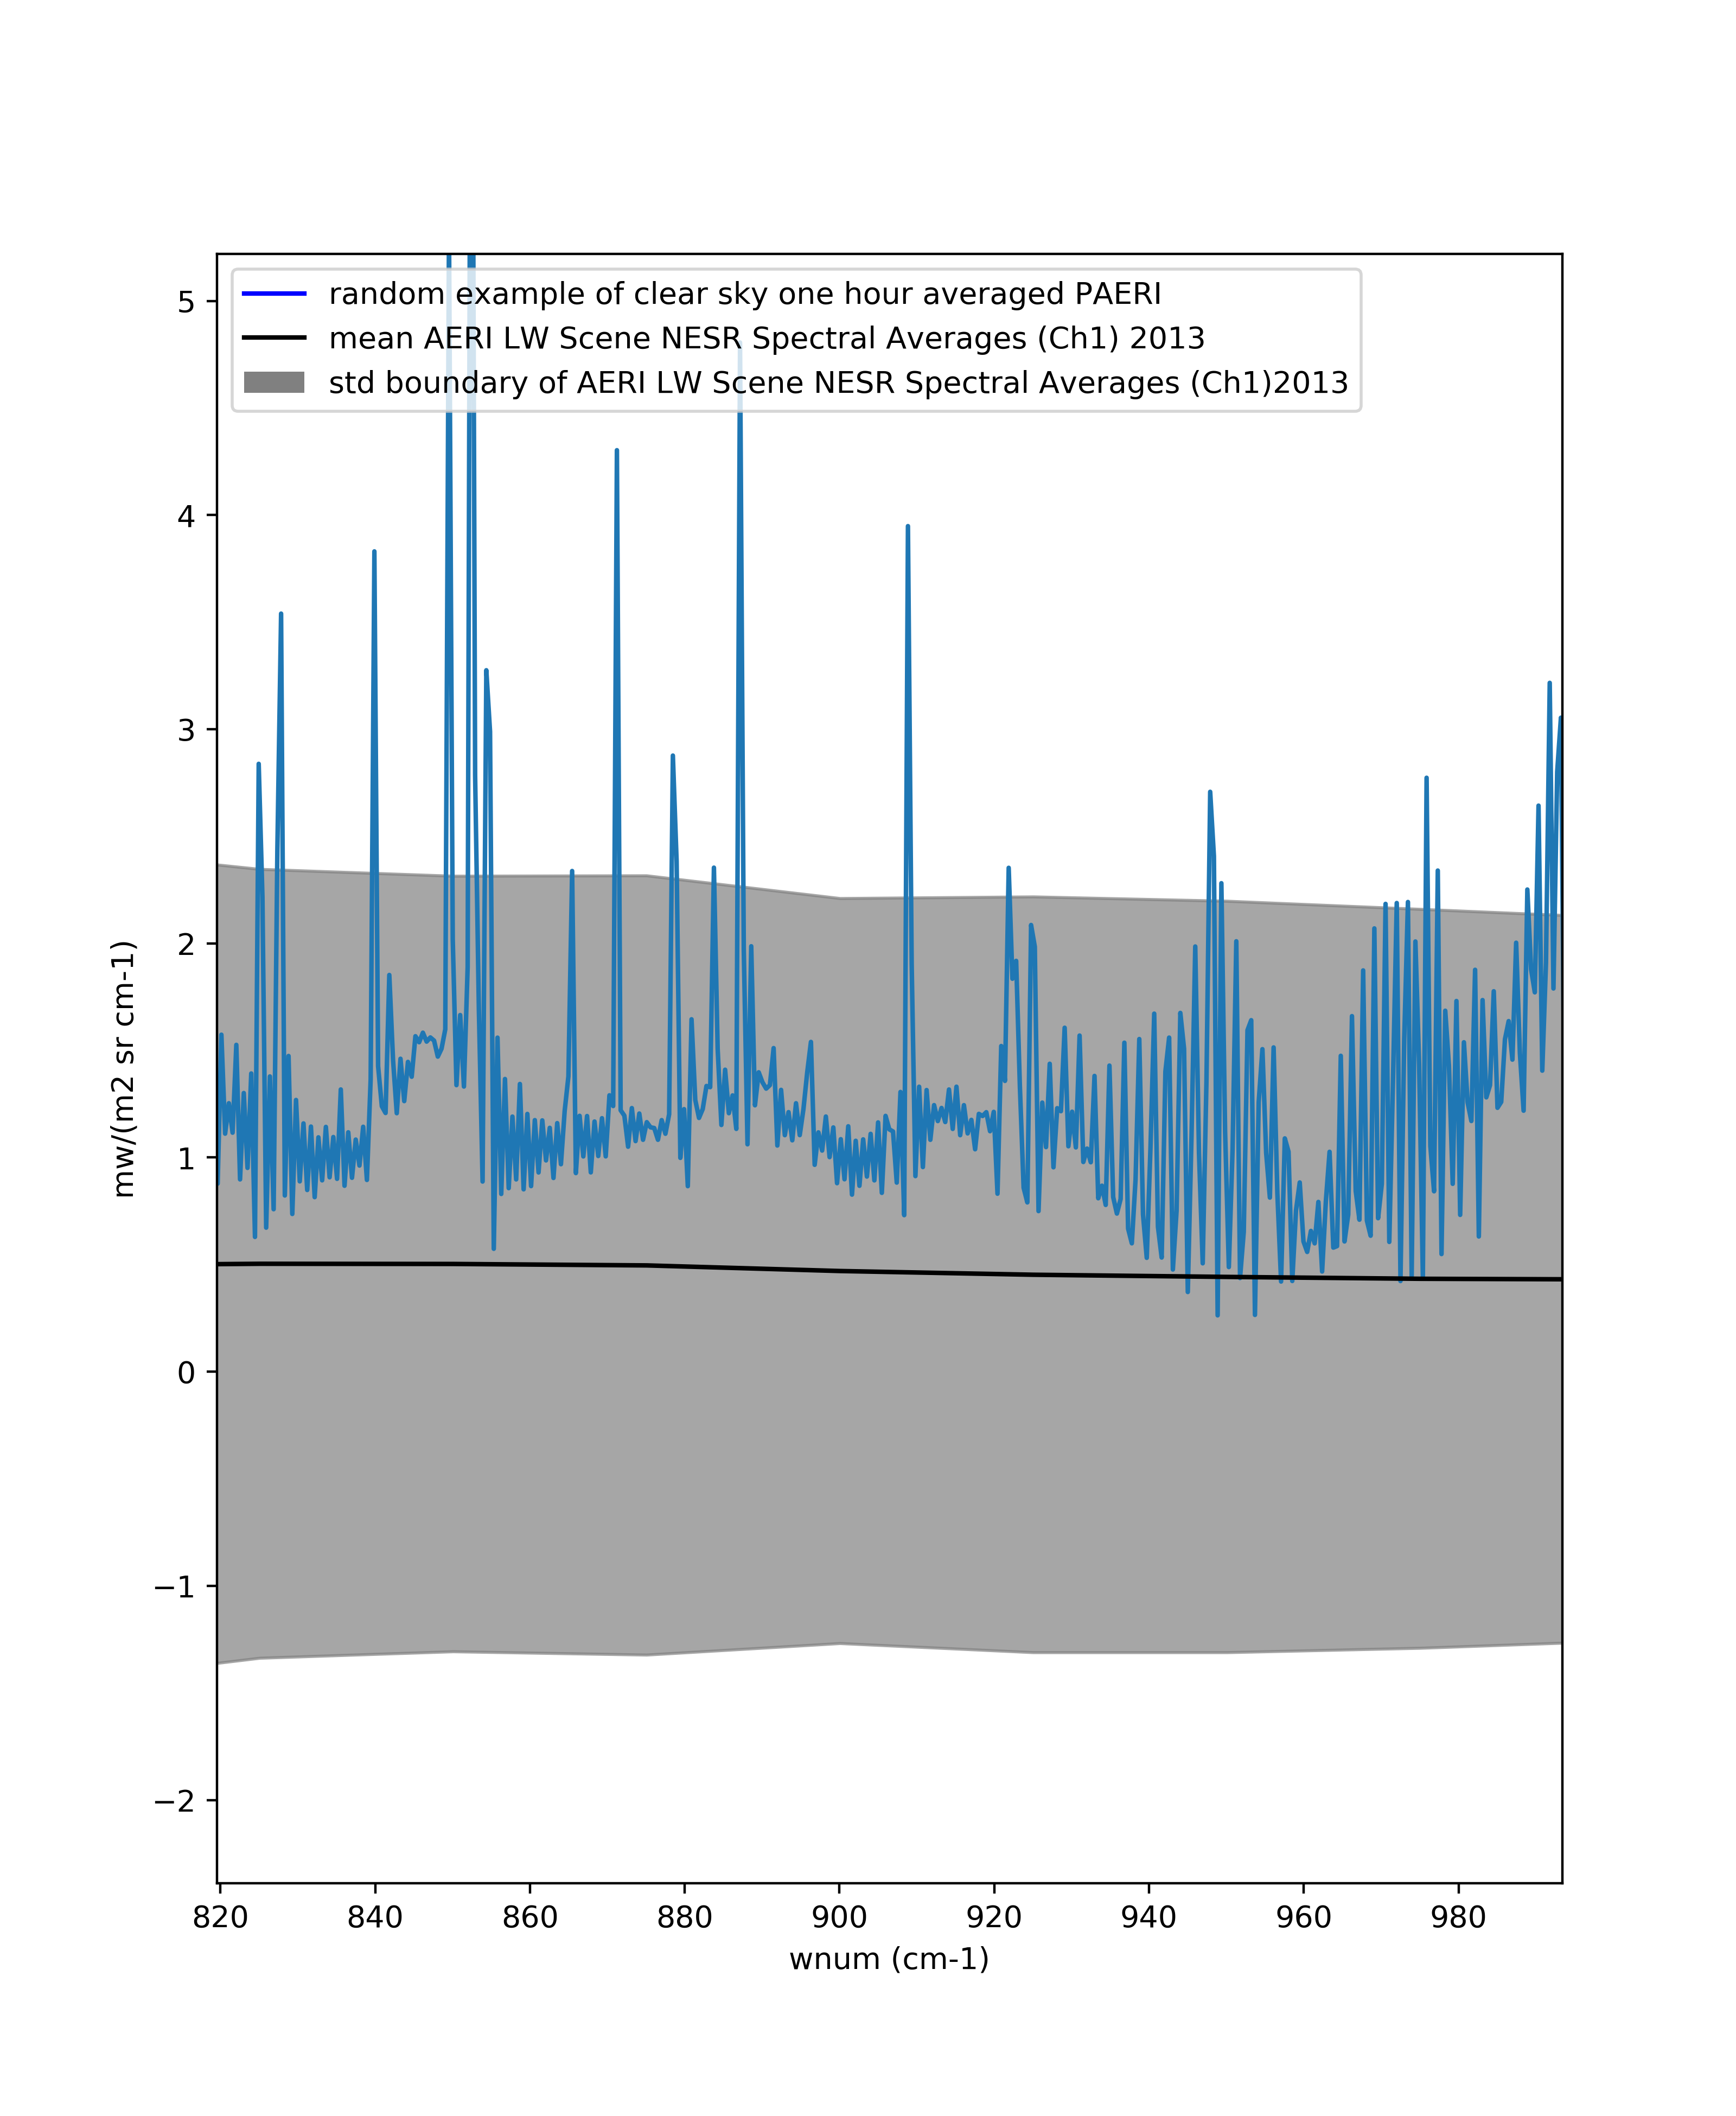 random example of clear sky one hour averaged PAERI
mean AERI LW Scene NESR Spectral Averages (Ch1) 2013
std boundary of AERI LW Scene NESR Spectral Averages (Ch1)2013
5
4
3
2
1
0
−1
−2
mw/(m2 sr cm-1)
820 840 860 880 900 920 940 960 980
wnum (cm-1)